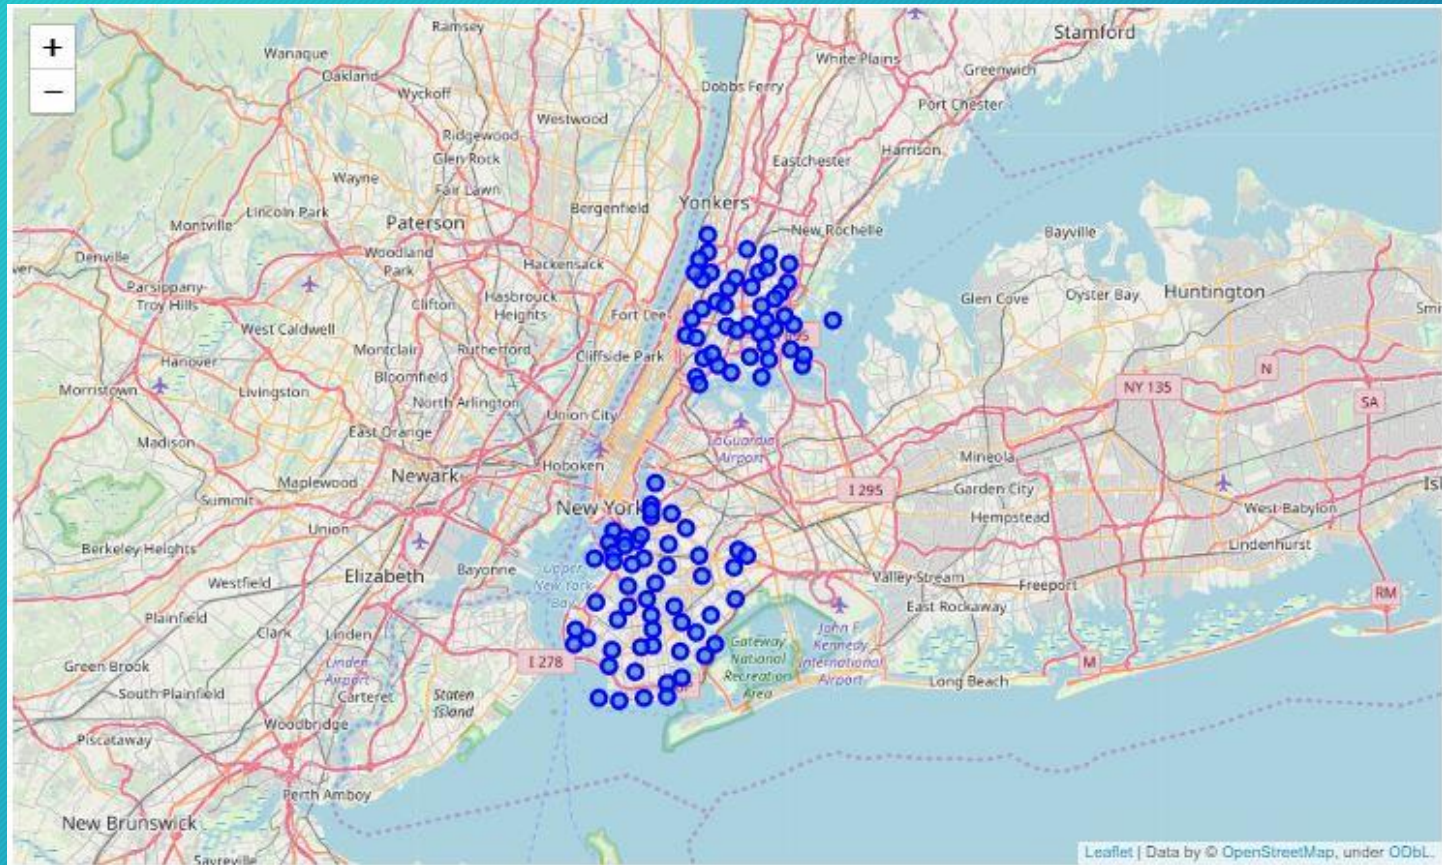 +
−
Ramsey
Stamford
Wanaque
Oakland
White Plains
Greenwich
Wyckoff
Dobbs Ferry
Port Chester
Westwood
Ridgewood
Glen Rock
Eastchester
Harrison
Wayne
Fair Lawn
Yonkers
Bergenfield
Lincoln Park
Paterson
Montville
New Rochelle
Bayville
Denville
Woodland
Park
Hackensack
Parsippany-
Troy Hills
Clifton
Hasbrouck
Heights
Fort Lee
Glen Cove
Oyster Bay
Huntington
West Caldwell
Montclair
Rutherford
Cliffside Park
Hanover
Bloomfield
Morristown
Livingston
North Arlington
Union City
N
NY 135
SA
East Orange
Madison
LaGuardia
Airport
Mineola
Hoboken
Newark
Maplewood
Summit
I 295
Garden City
New York
West Babylon
Union
Hempstead
Lindenhurst
Berkeley Heights
Elizabeth
Bayonne
Upper
New York
Bay
Valley Stream
Freeport
Westfield
RM
East Rockaway
Plainfield
Clark
Linden
John F.
Kennedy
International
Airport
Gateway
National
Recreation
Area
Green Brook
Linden
Airport
I 278
M
South Plainfield
Carteret
Staten
Island
Long Beach
Woodbridge
Piscataway
Perth Amboy
New Brunswick
Sayreville
Leaflet | Data by © OpenStreetMap, under ODbL.